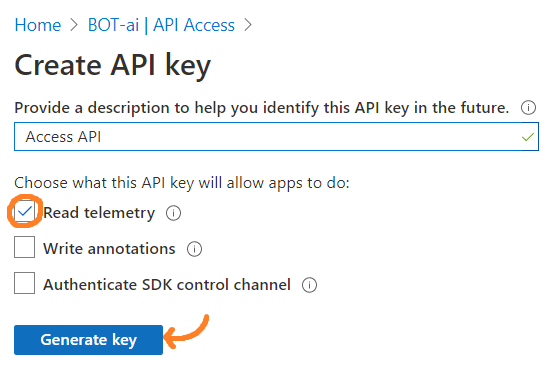 Home > BOT-ai | API Access >
Create API key
Provide a description to help you identify this API key in the future.
Access API
Choose what this API key will allow apps to do:
Read telemetry
Write annotations
Authenticate SDK control channel
Generate key